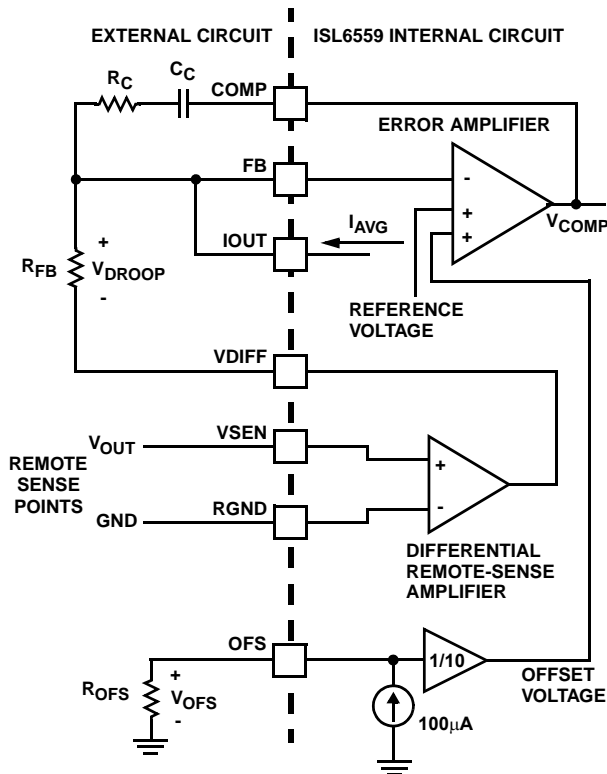 EXTERNAL CIRCUIT
ISL6559 INTERNAL CIRCUIT
RC
CC
COMP
ERROR AMPLIFIER
FB
-
+
+
VCOMP
IAVG
IOUT
+
RFB
VDROOP
-
REFERENCE
VOLTAGE
VDIFF
VOUT
VSEN
+
REMOTE
SENSE
POINTS
GND
RGND
-
DIFFERENTIAL
REMOTE-SENSE
AMPLIFIER
OFS
+
ROFS
VOFS
-
1/10
OFFSET
VOLTAGE
100µA